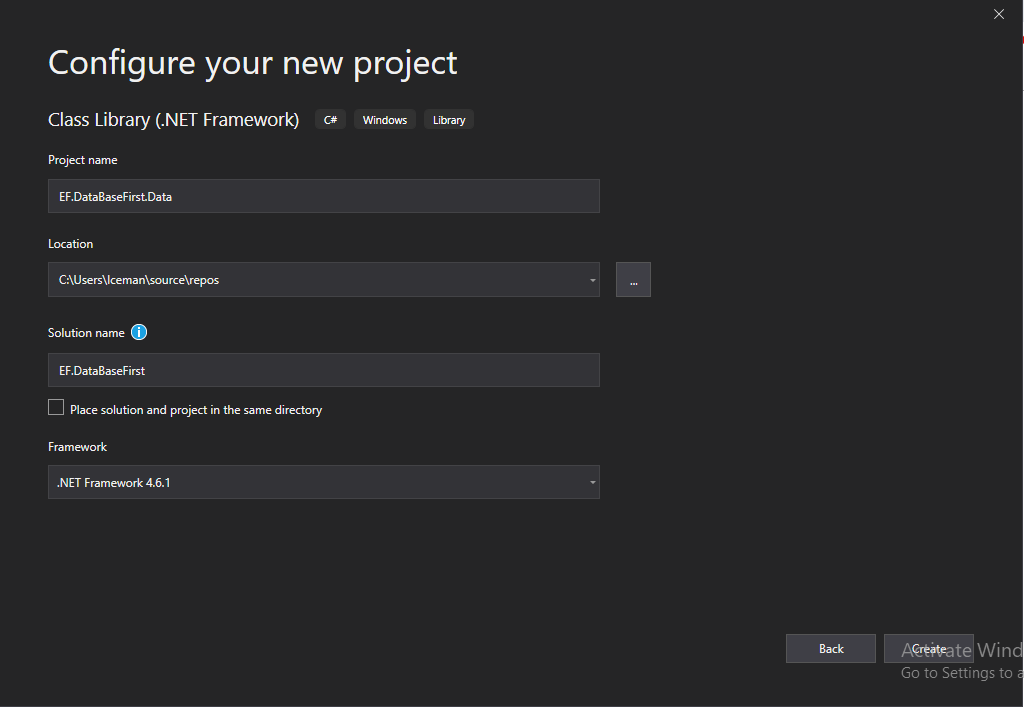 Configure your new project
Class Library (.NET Framework) C# Windows Library
Project name
EF.DataBaseFirst.Data
Location
C:\Users\Iceman\source\repos
...
Solution name
EF.DataBaseFirst
Place solution and project in the same directory
Framework
.NET Framework 4.6.1
Back Create
Activate Wind
Go to Settings to a